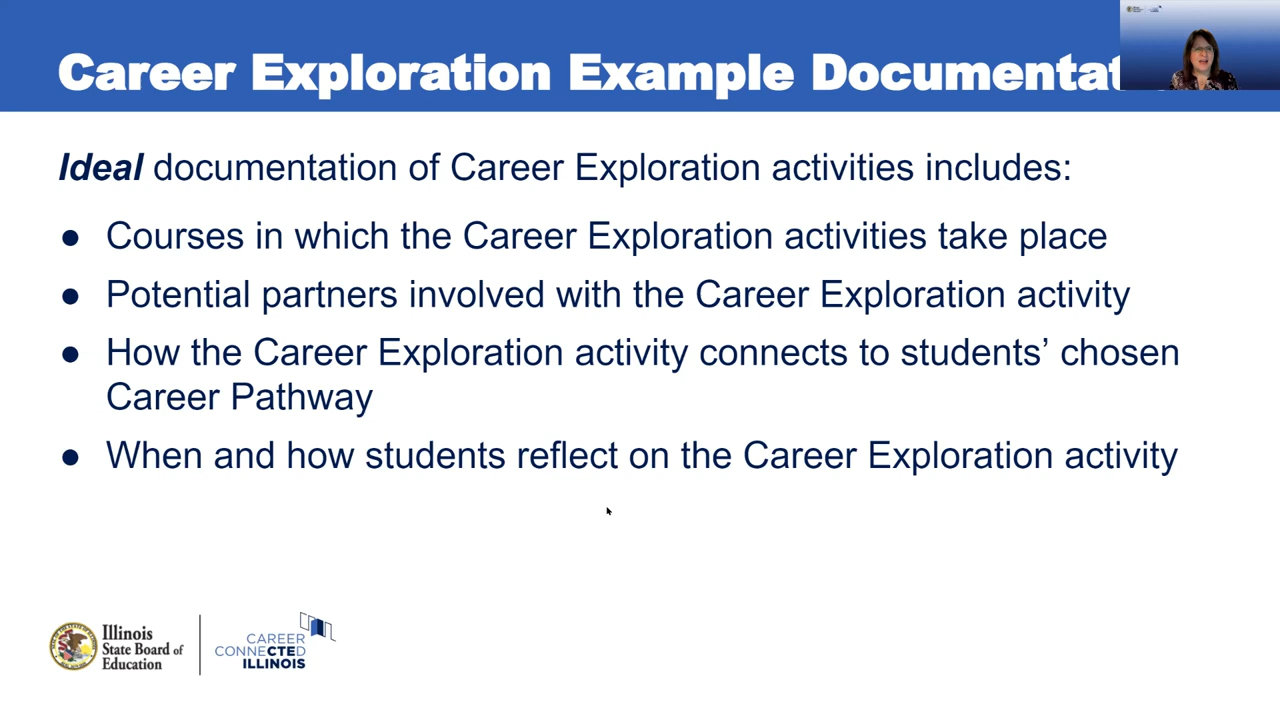 Career Exploration Example Documentat
Ideal documentation of Career Exploration activities includes:
● Courses in which the Career Exploration activities take place
● Potential partners involved with the Career Exploration activity
● How the Career Exploration activity connects to students’ chosen
Career Pathway
● When and how students reflect on the Career Exploration activity
Illinois
State Board of
Education
CAREER
CONNECTED
ILLINOIS